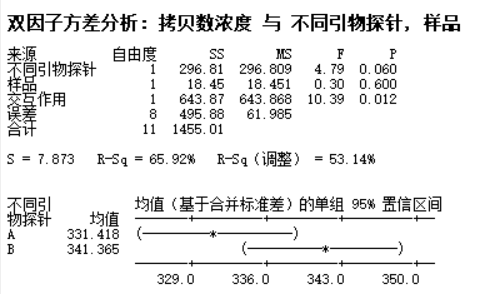 双因子方差分析: 拷贝数浓度 与 不同引物探针, 样品
来源 自由度 SS MS F P
不同引物探针 1 296.81 296.809 4.79 0.060
样品 1 18.45 18.451 0.30 0.600
交互作用 1 643.87 643.868 10.39 0.012
误差 8 495.88 61.985
合计 11 1455.01
S = 7.873 R-Sq = 65.92% R-Sq(调整) = 53.14%
不同引 均值(基于合并标准差)的单组 95% 置信区间
物探针 均值 ------+---------+---------+---------+---
A 331.418 (---------*----------)
B 341.365 (----------*---------)
------+---------+---------+---------+---
329.0 336.0 343.0 350.0